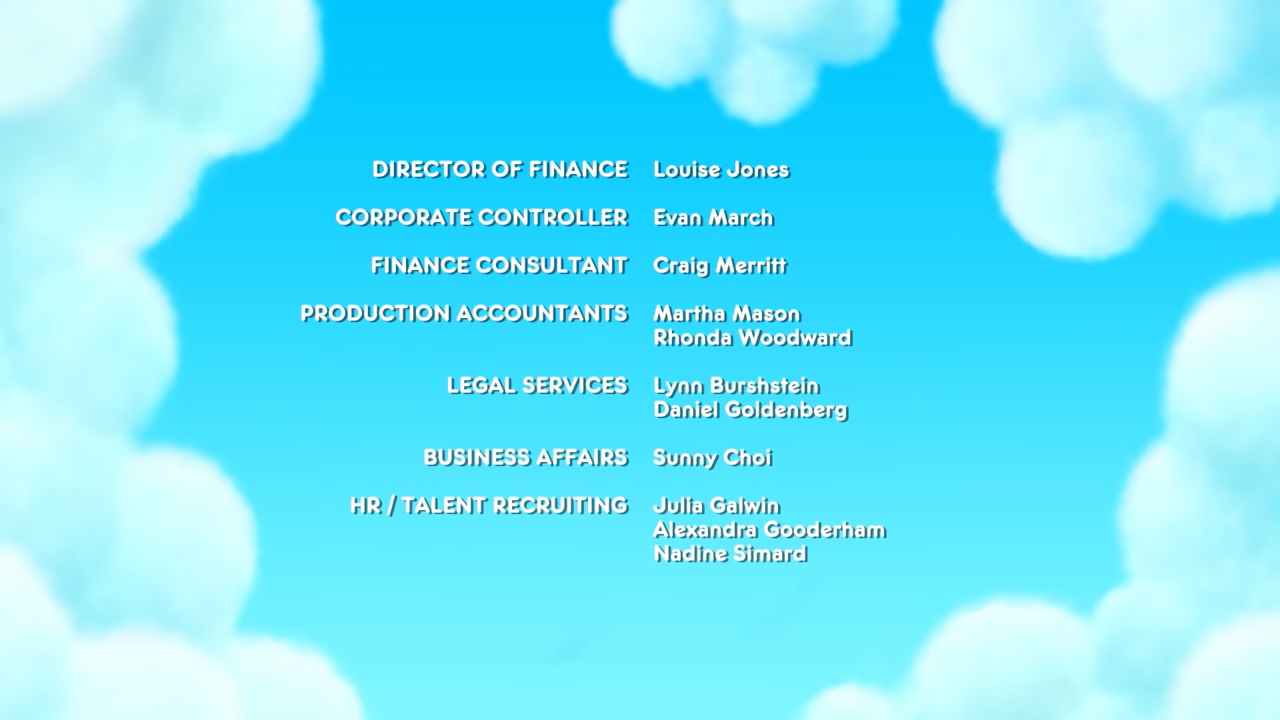 DIRECTOR OF FINANCE Louise Jones
CORPORATE CONTROLLER Evan March
FINANCE CONSULTANT Craig Merritt
PRODUCTION ACCOUNTANTS Martha Mason
Rhonda Woodward
LEGAL SERVICES Lynn Burshstein
Daniel Goldenberg
BUSINESS AFFAIRS Sunny Choi
HR / TALENT RECRUITING Julia Galwin
Alexandra Gooderham
Nadine Simard